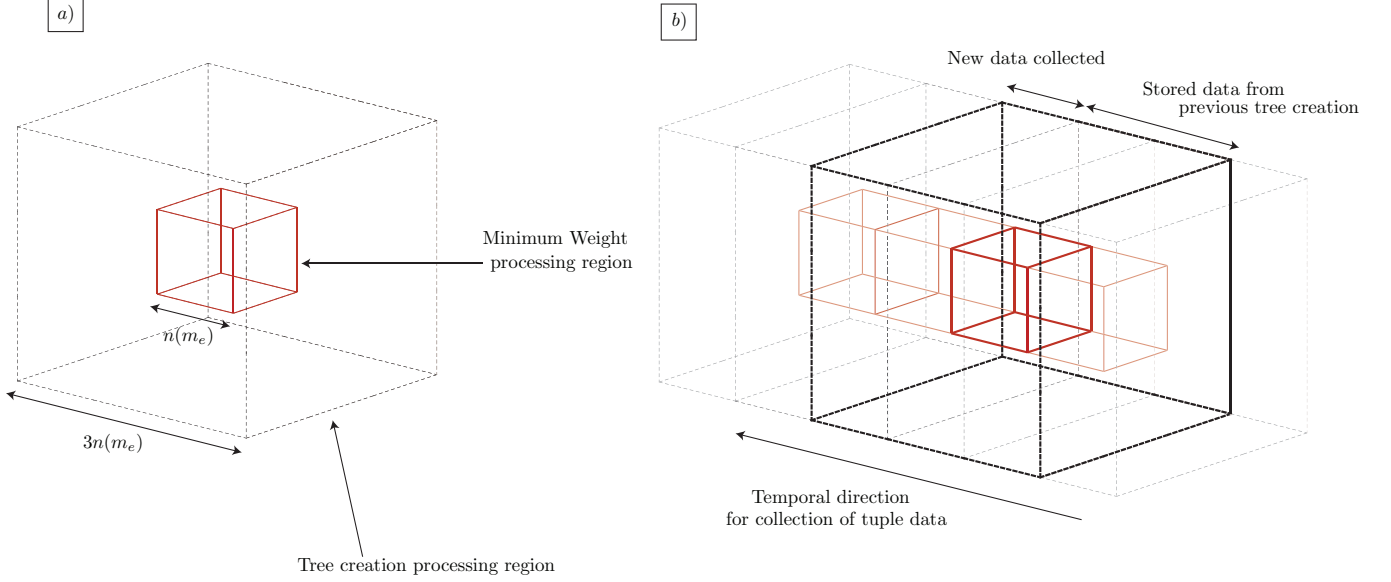 a)
Minimum Weight
processing region
n(m_e)
3n(m_e)
Tree creation processing region
b)
New data collected
Stored data from
previous tree creation
Temporal direction
for collection of tuple data